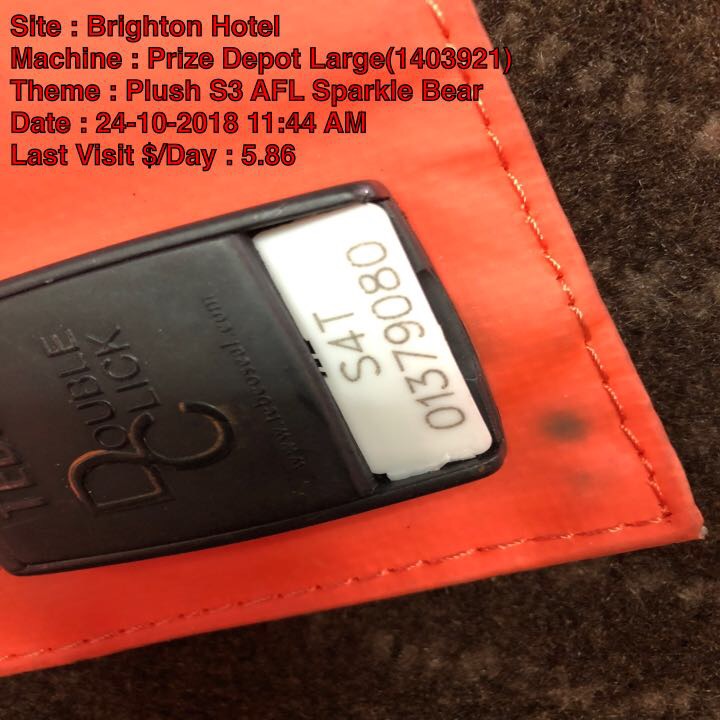 Site : Brighton Hotel
Machine : Prize Depot Large(1403921)
Theme : Plush S3 AFL Sparkle Bear
Date : 24-10-2018 11:44 AM
Last Visit $/Day : 5.86
S4T
01379080
DOUBLE
CLICK